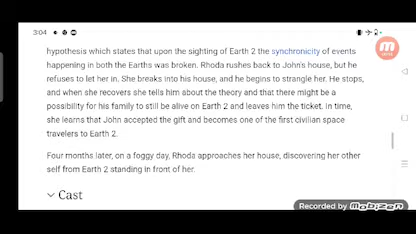 3:04
hypothesis which states that upon the sighting of Earth 2 the synchronicity of events
happening in both the Earths was broken. Rhoda rushes back to John's house, but he
refuses to let her in. She breaks into his house, and he begins to strangle her. He stops,
and when she recovers she tells him about the theory and that there might be a
possibility for his family to still be alive on Earth 2 and leaves him the ticket. In time,
she learns that John accepted the gift and becomes one of the first civilian space
travelers to Earth 2.
Four months later, on a foggy day, Rhoda approaches her house, discovering her other
self from Earth 2 standing in front of her.
Cast
Recorded by Mobizen